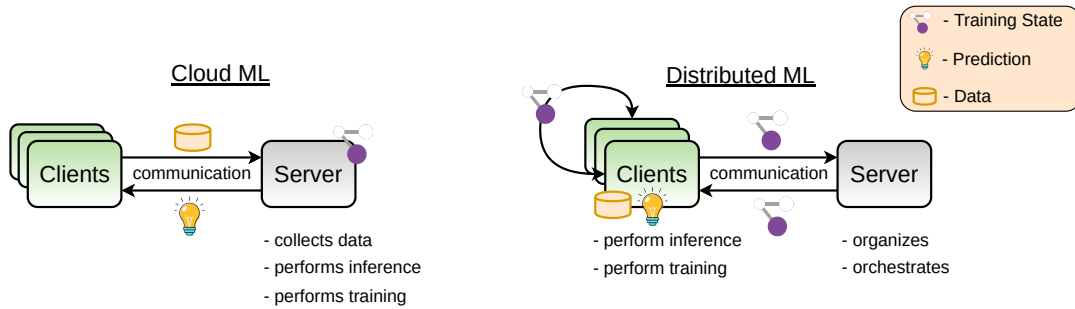 Cloud ML
Clients
communication
Server
- collects data
- performs inference
- performs training
Distributed ML
Clients
communication
Server
- perform inference
- perform training
- organizes
- orchestrates
- Training State
- Prediction
- Data